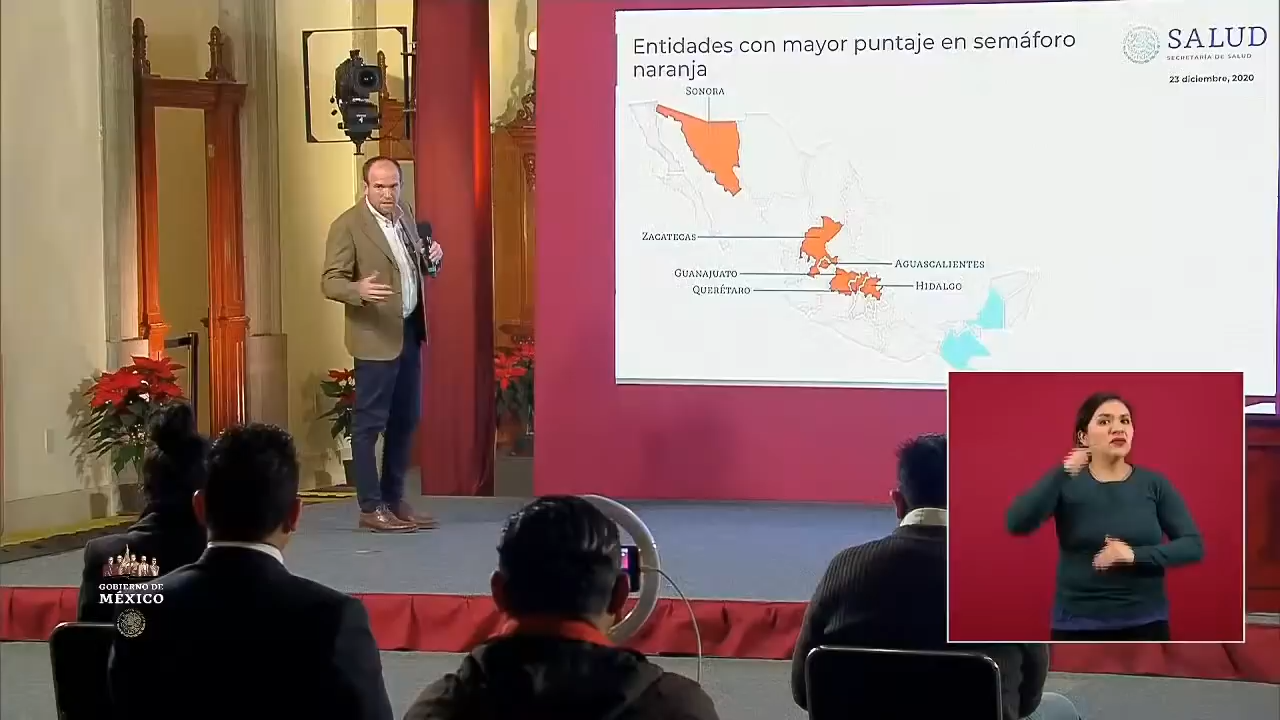 Entidades con mayor puntaje en semáforo
naranja
SALUD
SECRETARÍA DE SALUD
23 diciembre, 2020
SONORA
ZACATECAS
AGUASCALIENTES
GUANAJUATO
HIDALGO
QUERÉTARO
GOBIERNO DE
MÉXICO